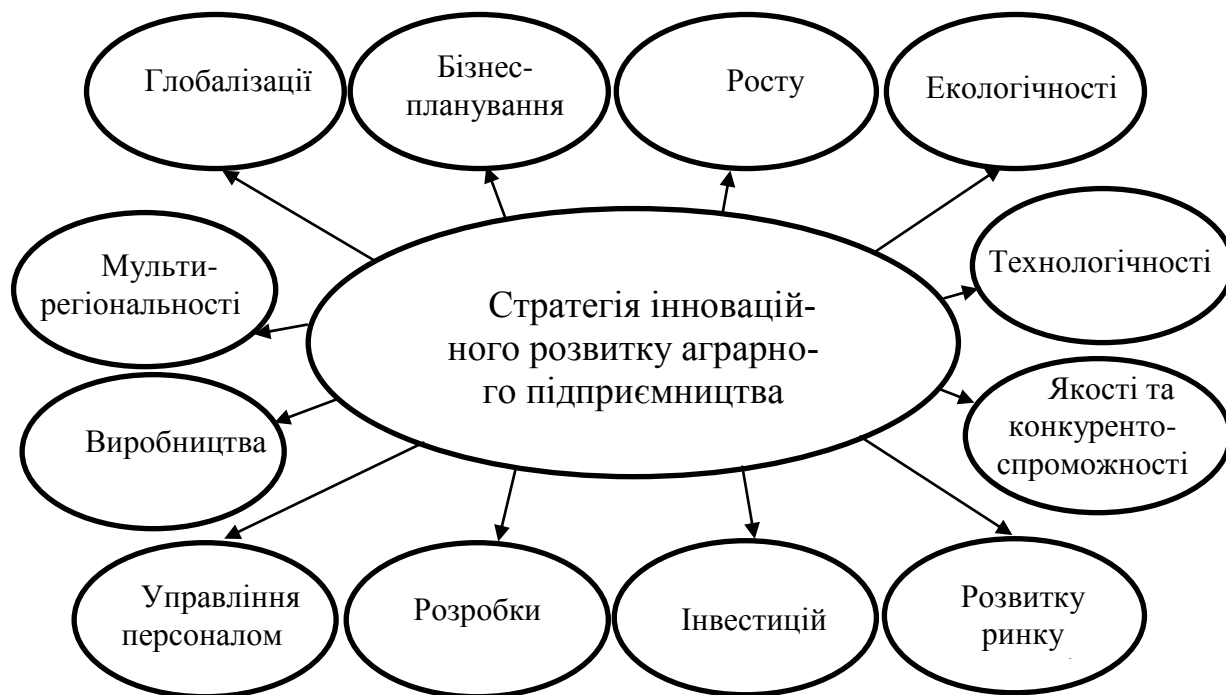 Глобалізації
Бізнес-
планування
Росту
Екологічності
Мульти-
регіональності
Технологічності
Стратегія інновацій-
ного розвитку аграрно-
го підприємництва
Виробництва
Якості та
конкуренто-
спроможності
Управління
персоналом
Розробки
Інвестицій
Розвитку
ринку